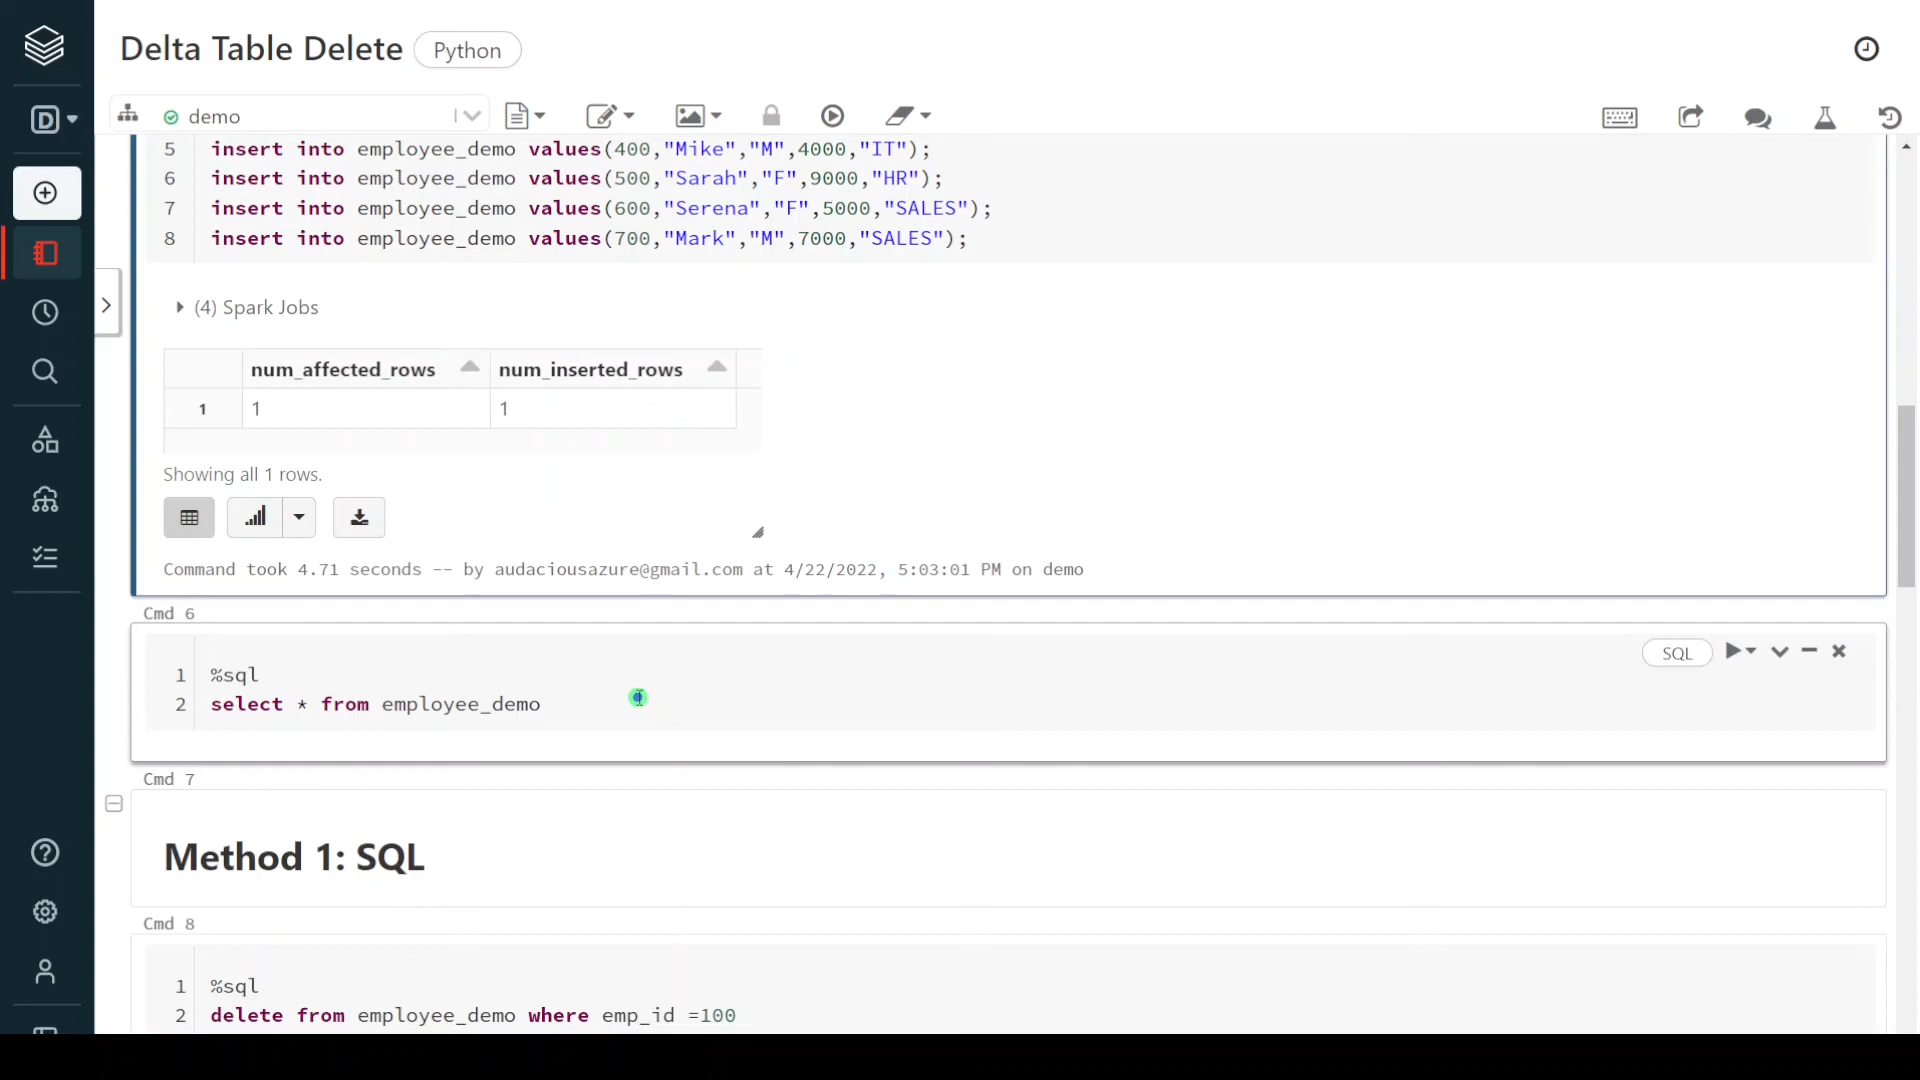 Delta Table Delete Python
demo
5 insert into employee_demo values(400,"Mike","M",4000,"IT");
6 insert into employee_demo values(500,"Sarah","F",9000,"HR");
7 insert into employee_demo values(600,"Serena","F",5000,"SALES");
8 insert into employee_demo values(700,"Mark","M",7000,"SALES");
(4) Spark Jobs
num_affected_rows num_inserted_rows
1 1 1
Showing all 1 rows.
Command took 4.71 seconds -- by audaciousazure@gmail.com at 4/22/2022, 5:03:01 PM on demo
Cmd 6
SQL
1 %sql
2 select * from employee_demo
Cmd 7
Method 1: SQL
Cmd 8
1 %sql
2 delete from employee_demo where emp_id =100